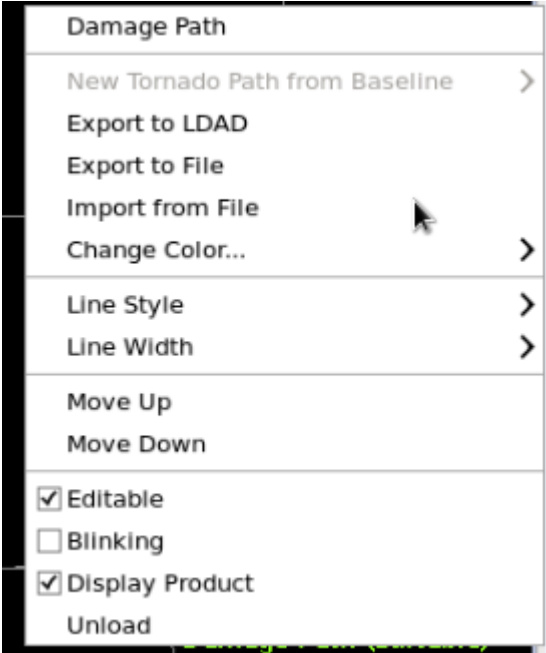 Damage Path
New Tornado Path from Baseline
Export to LDAD
Export to File
Import from File
Change Color...
Line Style
Line Width
Move Up
Move Down
Editable
Blinking
Display Product
Unload